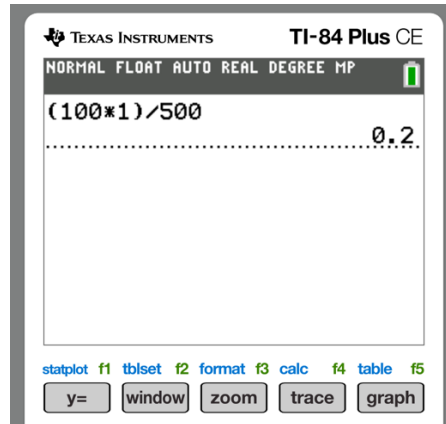 TEXAS INSTRUMENTS TI-84 Plus CE
NORMAL FLOAT AUTO REAL DEGREE MP
(100*1)/500
0.2
statplot f1 tblset f2 format f3 calc f4 table f5
y= window zoom trace graph